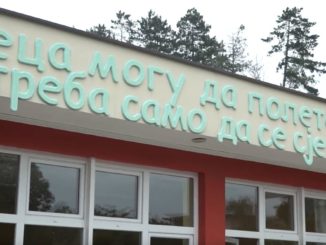 еца могу да полет
треба само да се сје